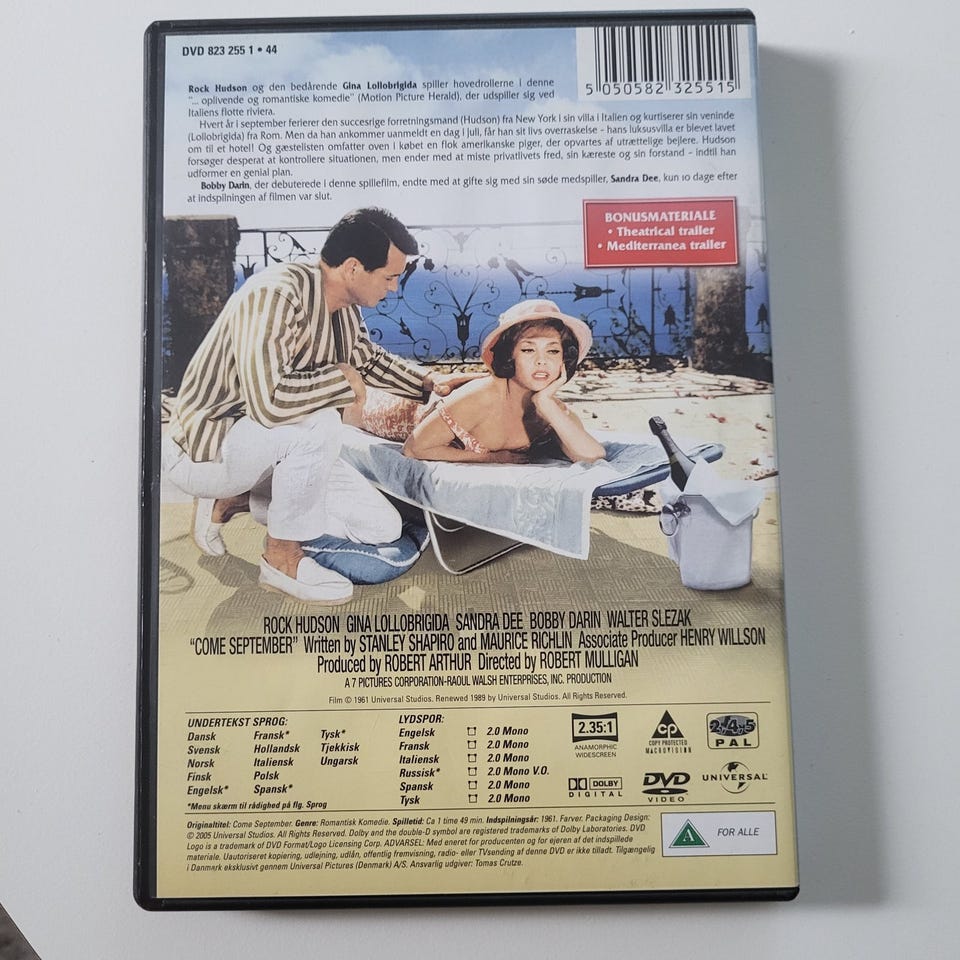 DVD 823 255 1 • 44
5 050582 325515
Rock Hudson og den bedårende Gina Lollobrigida spiller hovedrollerne i denne
"... oplivende og romantiske komedie" (Motion Picture Herald), der udspiller sig ved
Italiens flotte riviera.
Hvert år i september ferierer den succesrige forretningsmand (Hudson) fra New York i sin villa i Italien og kurtiserer sin veninde
(Lollobrigida) fra Rom. Men da han ankommer uanmeldt en dag i juli, får han sit livs overraskelse - hans luksusvilla er blevet lavet
om til et hotel! Og gæstelisten omfatter oven i købet en flok amerikanske piger, der opvartes af utrættelige bejlere. Hudson
forsøger desperat at kontrollere situationen, men ender med at miste privatlivets fred, sin kæreste og sin forstand - indtil han
udformer en genial plan.
Bobby Darin, der debuterede i denne spillefilm, endte med at gifte sig med sin søde medspiller, Sandra Dee, kun 10 dage efter
at indspilningen af filmen var slut.
BONUSMATERIALE
• Theatrical trailer
• Mediterranea trailer
ROCK HUDSON GINA LOLLOBRIGIDA SANDRA DEE BOBBY DARIN WALTER SLEZAK
"COME SEPTEMBER" Written by STANLEY SHAPIRO and MAURICE RICHLIN Associate Producer HENRY WILLSON
Produced by ROBERT ARTHUR Directed by ROBERT MULLIGAN
A 7 PICTURES CORPORATION-RAOUL WALSH ENTERPRISES, INC. PRODUCTION
Film © 1961 Universal Studios. Renewed 1989 by Universal Studios. All Rights Reserved.
UNDERTEKST SPROG:
Dansk Fransk* Tysk*
Svensk Hollandsk Tjekkisk
Norsk Italiensk Ungarsk
Finsk Polsk
Engelsk* Spansk*
*Menu skærm til rådighed på flg. Sprog
LYDSPOR:
Engelsk 2.0 Mono
Fransk 2.0 Mono
Italiensk 2.0 Mono
Russisk* 2.0 Mono V.O.
Spansk 2.0 Mono
Tysk 2.0 Mono
2.35:1
ANAMORPHIC
WIDESCREEN
CP
COPY PROTECTED
MACROVISION
2.4.5
PAL
DOLBY
DIGITAL
DVD
VIDEO
UNIVERSAL
Originaltitel: Come September. Genre: Romantisk Komedie. Spilletid: Ca 1 time 49 min. Indspilningsår: 1961. Farver. Packaging Design:
© 2005 Universal Studios. All Rights Reserved. Dolby and the double-D symbol are registered trademarks of Dolby Laboratories. DVD
Logo is a trademark of DVD Format/Logo Licensing Corp. ADVARSEL: Med eneret for producenten og for ejeren af det indspillede
materiale. Uautoriseret kopiering, udlejning, udlån, offentlig fremvisning, radio- eller TVsending af denne DVD er ikke tilladt. Tilgængelig
i Danmark eksklusivt gennem Universal Pictures (Denmark) A/S. Ansvarlig udgiver: Tomas Crutze.
A FOR ALLE